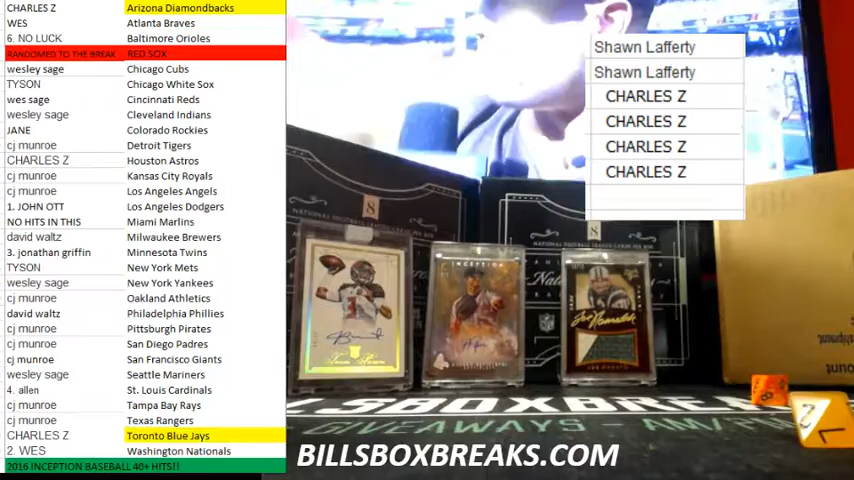 CHARLES Z Arizona Diamondbacks
WES Atlanta Braves
6. NO LUCK Baltimore Orioles
RANDOMED TO THE BREAK RED SOX
wesley sage Chicago Cubs
TYSON Chicago White Sox
wes sage Cincinnati Reds
wesley sage Cleveland Indians
JANE Colorado Rockies
cj munroe Detroit Tigers
CHARLES Z Houston Astros
cj munroe Kansas City Royals
cj munroe Los Angeles Angels
1. JOHN OTT Los Angeles Dodgers
NO HITS IN THIS Miami Marlins
david waltz Milwaukee Brewers
3. jonathan griffin Minnesota Twins
TYSON New York Mets
wesley sage New York Yankees
cj munroe Oakland Athletics
david waltz Philadelphia Phillies
cj munroe Pittsburgh Pirates
cj munroe San Diego Padres
cj munroe San Francisco Giants
wesley sage Seattle Mariners
4. allen St. Louis Cardinals
cj munroe Tampa Bay Rays
cj munroe Texas Rangers
CHARLES Z Toronto Blue Jays
2. WES Washington Nationals
2016 INCEPTION BASEBALL 40+ HITS!!
Shawn Lafferty
Shawn Lafferty
CHARLES Z
CHARLES Z
CHARLES Z
CHARLES Z
8
8
INCEPTION
BILLSBOXBREAKS.COM